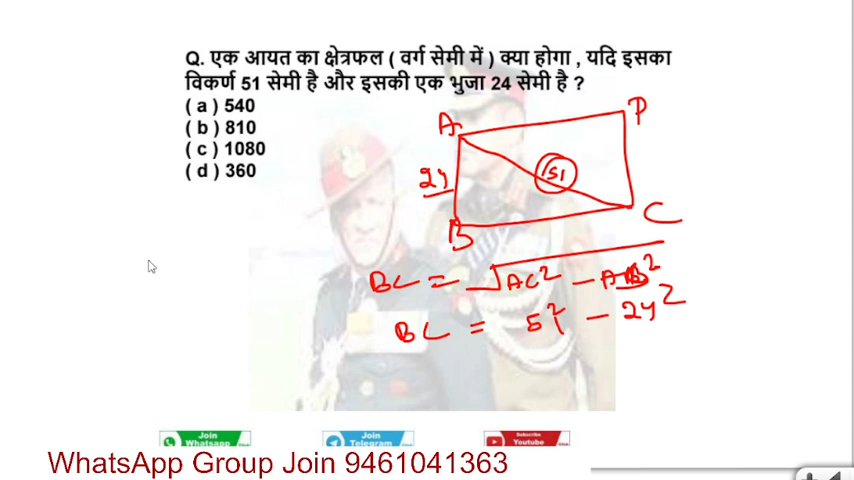 Q. एक आयत का क्षेत्रफल ( वर्ग सेमी में ) क्या होगा , यदि इसका
विकर्ण 51 सेमी है और इसकी एक भुजा 24 सेमी है ?
( a ) 540
( b ) 810
( c ) 1080
( d ) 360
A D
24 51
B C
BC = √AC² - AB²
BC = 51² - 24²
Join
Whatsapp
Join
Telegram
Subscribe
Youtube
WhatsApp Group Join 9461041363